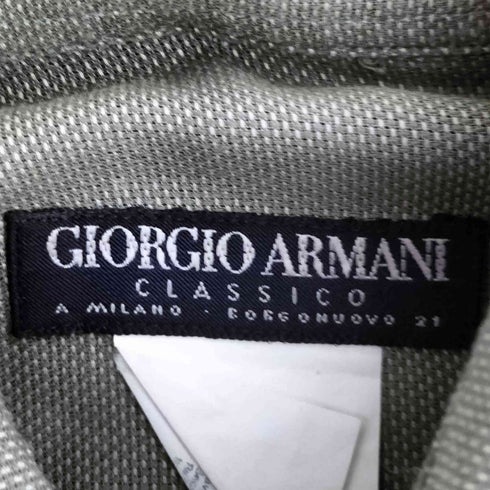 GIORGIO ARMANI
CLASSICO
A MILANO · BORGONUOVO 21